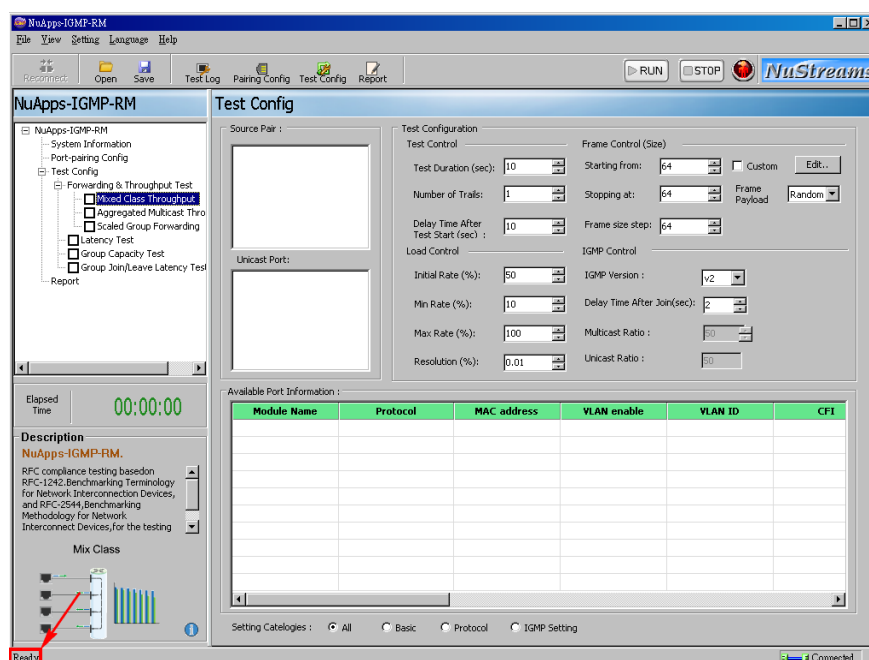 NuApps-IGMP-RM
File View Setting Language Help
Reconnect Open Save Test Log Pairing Config Test Config Report RUN STOP NuStreams
NuApps-IGMP-RM
Test Config
NuApps-IGMP-RM
System Information
Port-pairing Config
Test Config
Forwarding & Throughput Test
Mixed Class Throughput
Aggregated Multicast Thro
Scaled Group Forwarding
Latency Test
Group Capacity Test
Group Join/Leave Latency Test
Report
Elapsed Time 00:00:00
Description
NuApps-IGMP-RM.
RFC compliance testing basedon
RFC-1242.Benchmarking Terminology
for Network Interconnection Devices,
and RFC-2544,Benchmarking
Methodology for Network
Interconnect Devices,for the testing
Mix Class
Ready
Source Pair :
Unicast Port:
Test Configuration
Test Control
Test Duration (sec): 10
Number of Trails: 1
Delay Time After Test Start (sec) : 10
Load Control
Initial Rate (%): 50
Min Rate (%): 10
Max Rate (%): 100
Resolution (%): 0.01
Frame Control (Size)
Starting from: 64 Custom Edit..
Stopping at: 64 Frame Payload Random
Frame size step: 64
IGMP Control
IGMP Version : v2
Delay Time After Join(sec): 2
Multicast Ratio : 50
Unicast Ratio : 50
Available Port Information :
Module Name Protocol MAC address VLAN enable VLAN ID CFI
Setting Catelogies : All Basic Protocol IGMP Setting
Connected